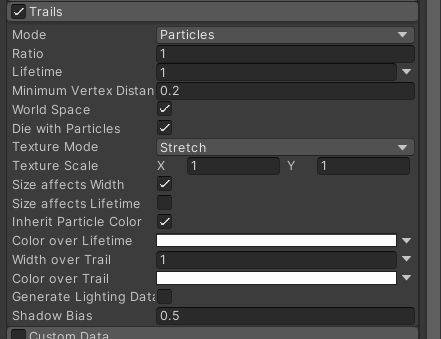 Trails
Mode Particles
Ratio 1
Lifetime 1
Minimum Vertex Distan 0.2
World Space
Die with Particles
Texture Mode Stretch
Texture Scale X 1 Y 1
Size affects Width
Size affects Lifetime
Inherit Particle Color
Color over Lifetime
Width over Trail 1
Color over Trail
Generate Lighting Data
Shadow Bias 0.5
Custom Data